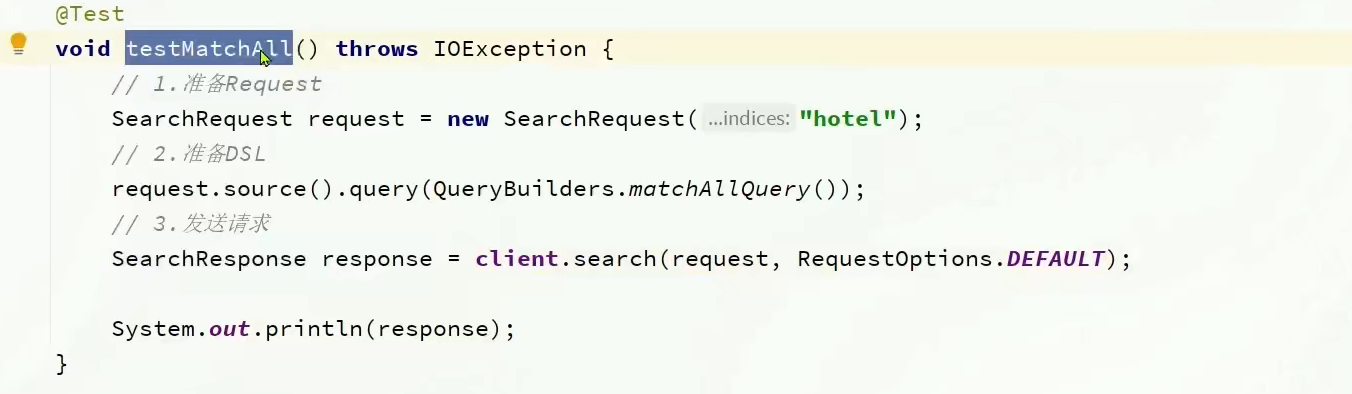 @Test
void testMatchAll() throws IOException {
// 1.准备Request
SearchRequest request = new SearchRequest( ...indices: "hotel");
// 2.准备DSL
request.source().query(QueryBuilders.matchAllQuery());
// 3.发送请求
SearchResponse response = client.search(request, RequestOptions.DEFAULT);
System.out.println(response);
}